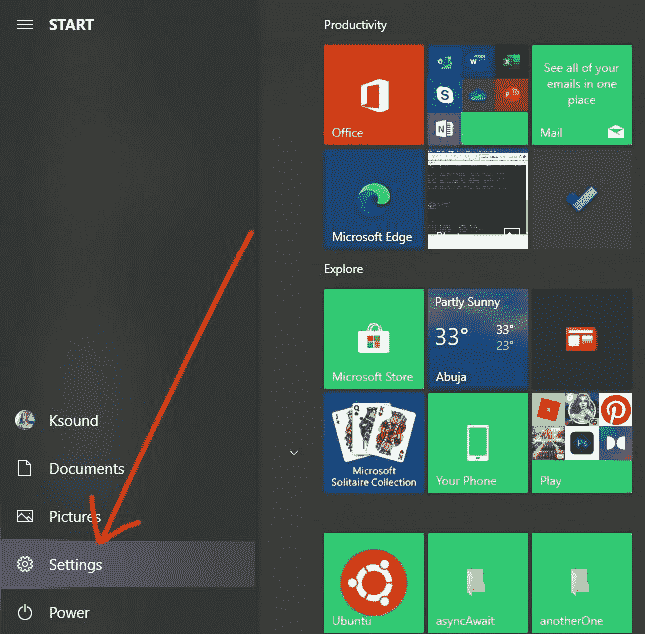 START
Ksound
Documents
Pictures
Settings
Power
Productivity
Office
See all of your
emails in one
place
Mail
Microsoft Edge
Explore
Microsoft Store
Partly Sunny
33°
33°
23°
Abuja
Microsoft
Solitaire Collection
Your Phone
Play
Ubuntu
asyncAwait
anotherOne